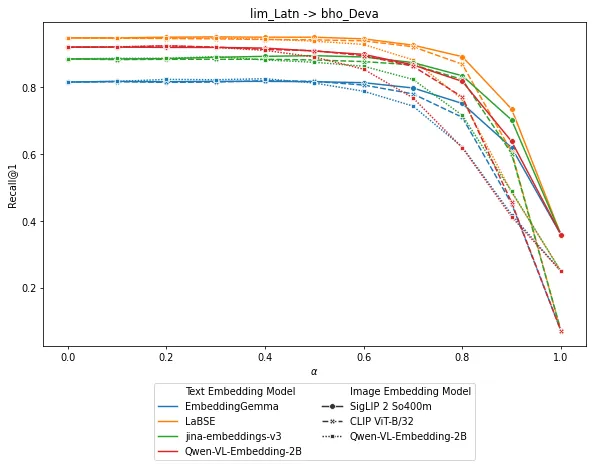 lim_Latn -> bho_Deva
Recall@1
0.8
0.6
0.4
0.2
0.0 0.2 0.4 0.6 0.8 1.0
α
Text Embedding Model Image Embedding Model
EmbeddingGemma SigLIP 2 So400m
LaBSE CLIP ViT-B/32
jina-embeddings-v3 Qwen-VL-Embedding-2B
Qwen-VL-Embedding-2B